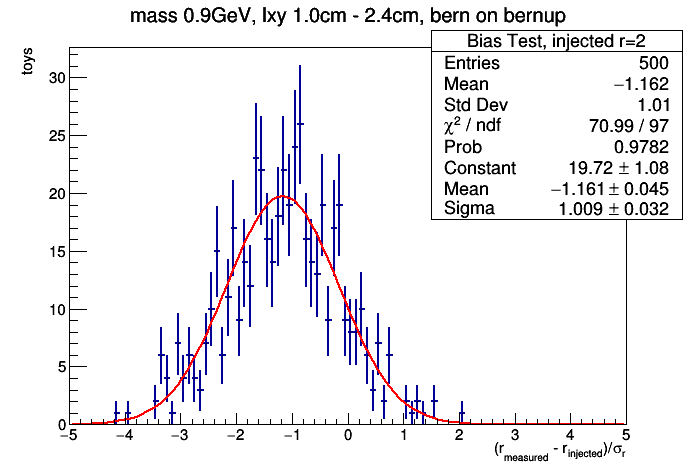 mass 0.9GeV, lxy 1.0cm - 2.4cm, bern on bernup
Bias Test, injected r=2
Entries 500
Mean −1.162
Std Dev 1.01
χ² / ndf 70.99 / 97
Prob 0.9782
Constant 19.72 ± 1.08
Mean −1.161 ± 0.045
Sigma 1.009 ± 0.032
toys
30
25
20
15
10
5
0
−5 −4 −3 −2 −1 0 1 2 3 4 5
(r_measured - r_injected)/σ_r